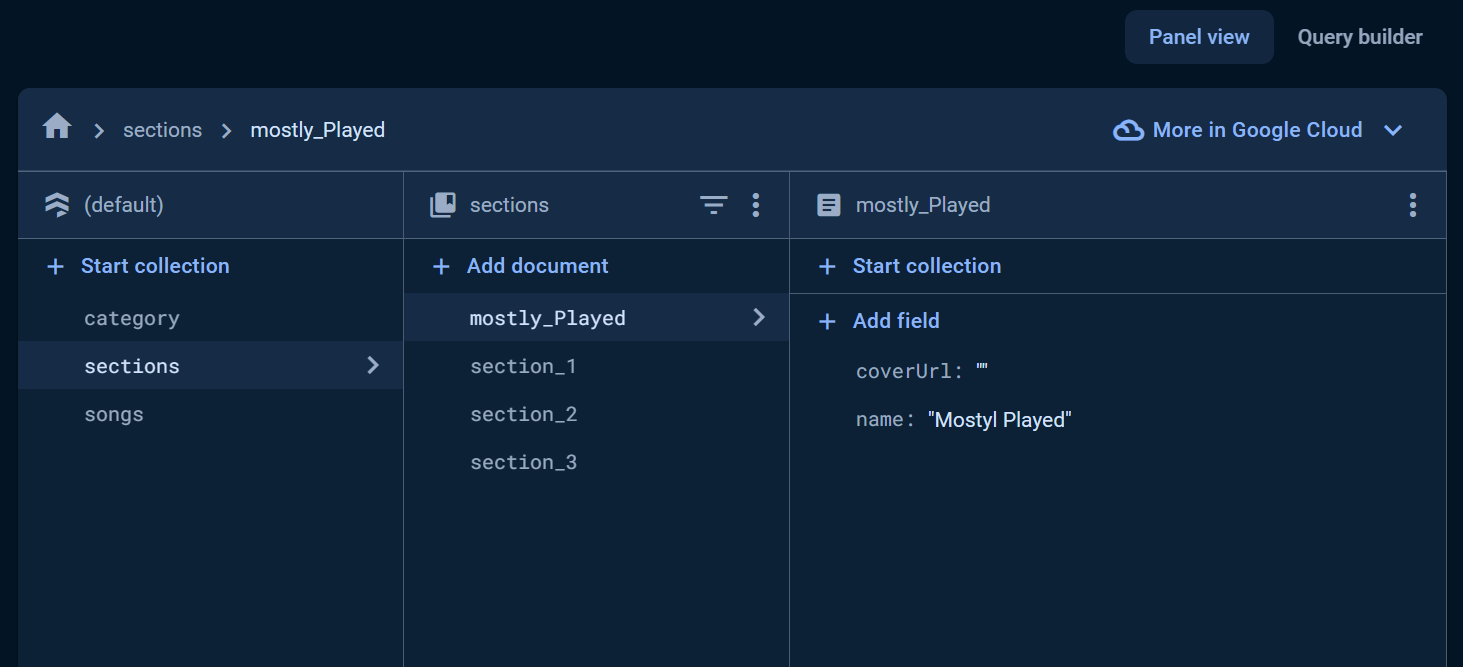 Panel view
Query builder
sections
mostly_Played
More in Google Cloud
(default)
sections
mostly_Played
+ Start collection
category
sections
songs
+ Add document
mostly_Played
section_1
section_2
section_3
+ Start collection
+ Add field
coverUrl: ""
name: "Mostyl Played"